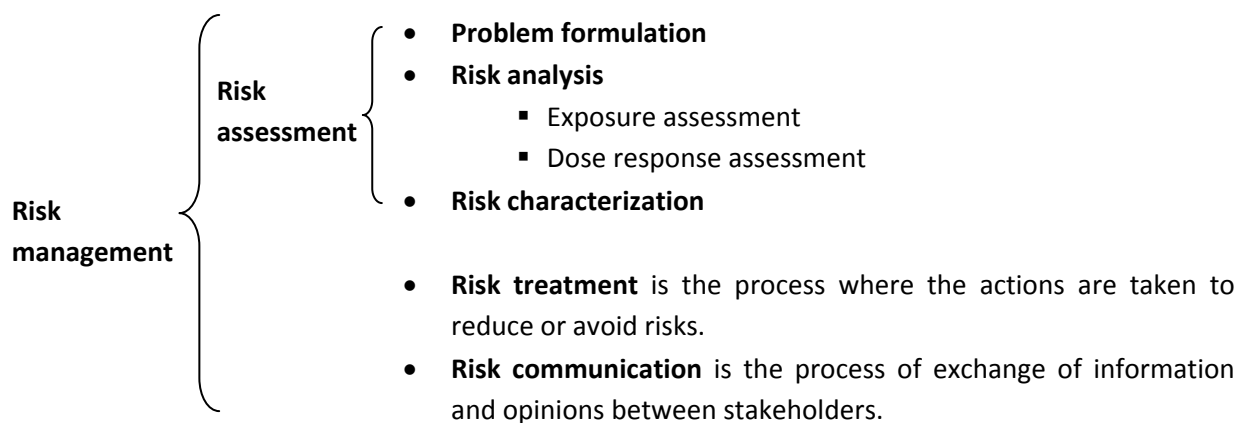 Risk
management
Risk
assessment
• Problem formulation
• Risk analysis
▪ Exposure assessment
▪ Dose response assessment
• Risk characterization
• Risk treatment is the process where the actions are taken to
reduce or avoid risks.
• Risk communication is the process of exchange of information
and opinions between stakeholders.